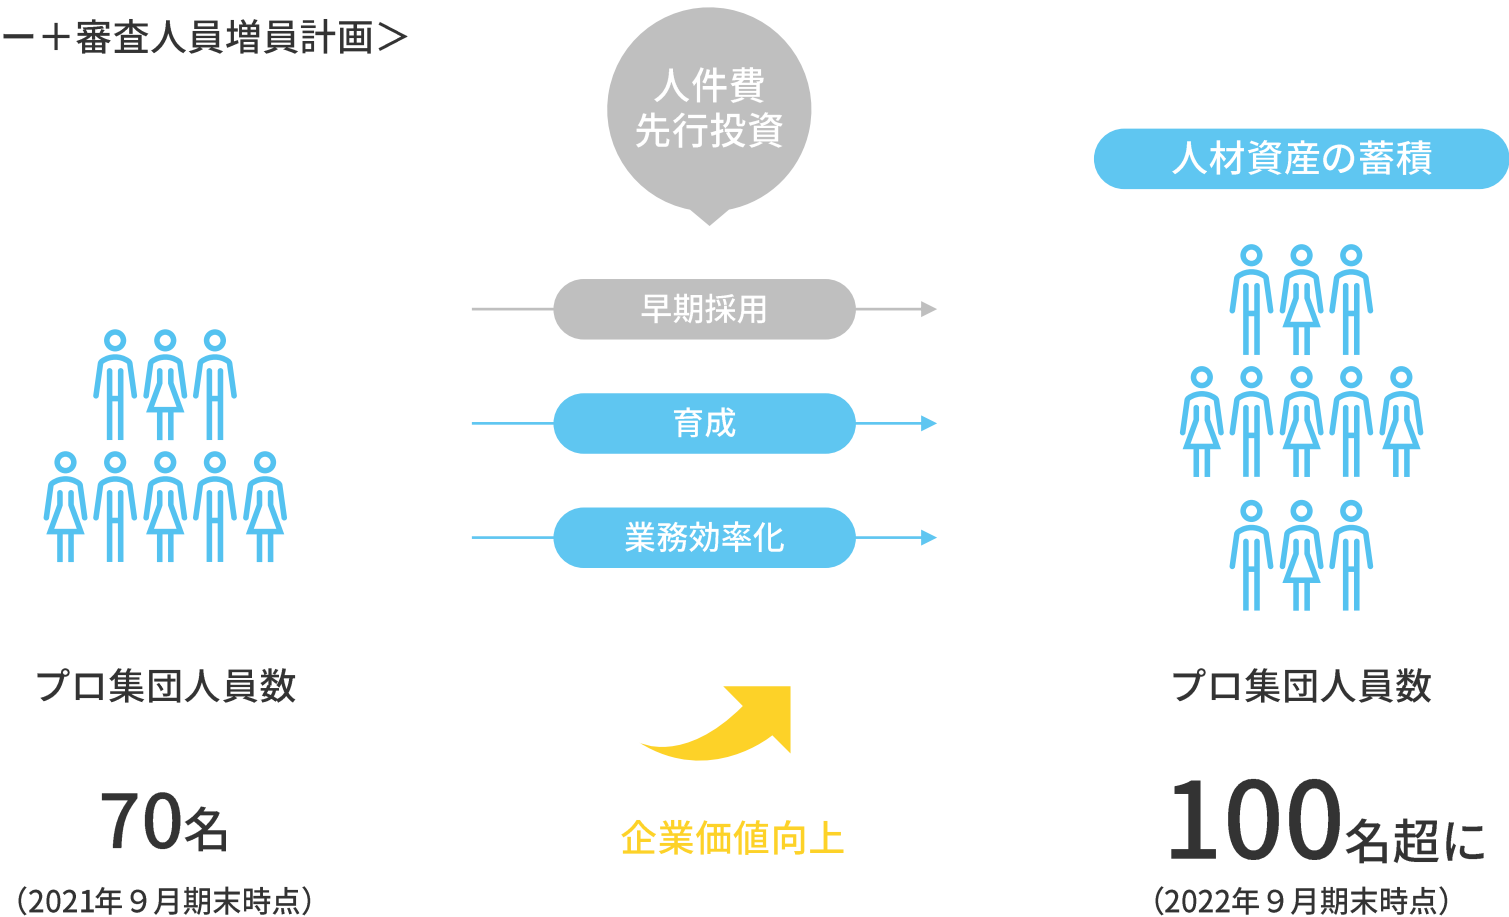 ー＋審査人員増員計画＞
人件費
先行投資
人材資産の蓄積
早期採用
育成
業務効率化
プロ集団人員数
70名
（2021年９月期末時点）
企業価値向上
プロ集団人員数
100名超に
（2022年９月期末時点）